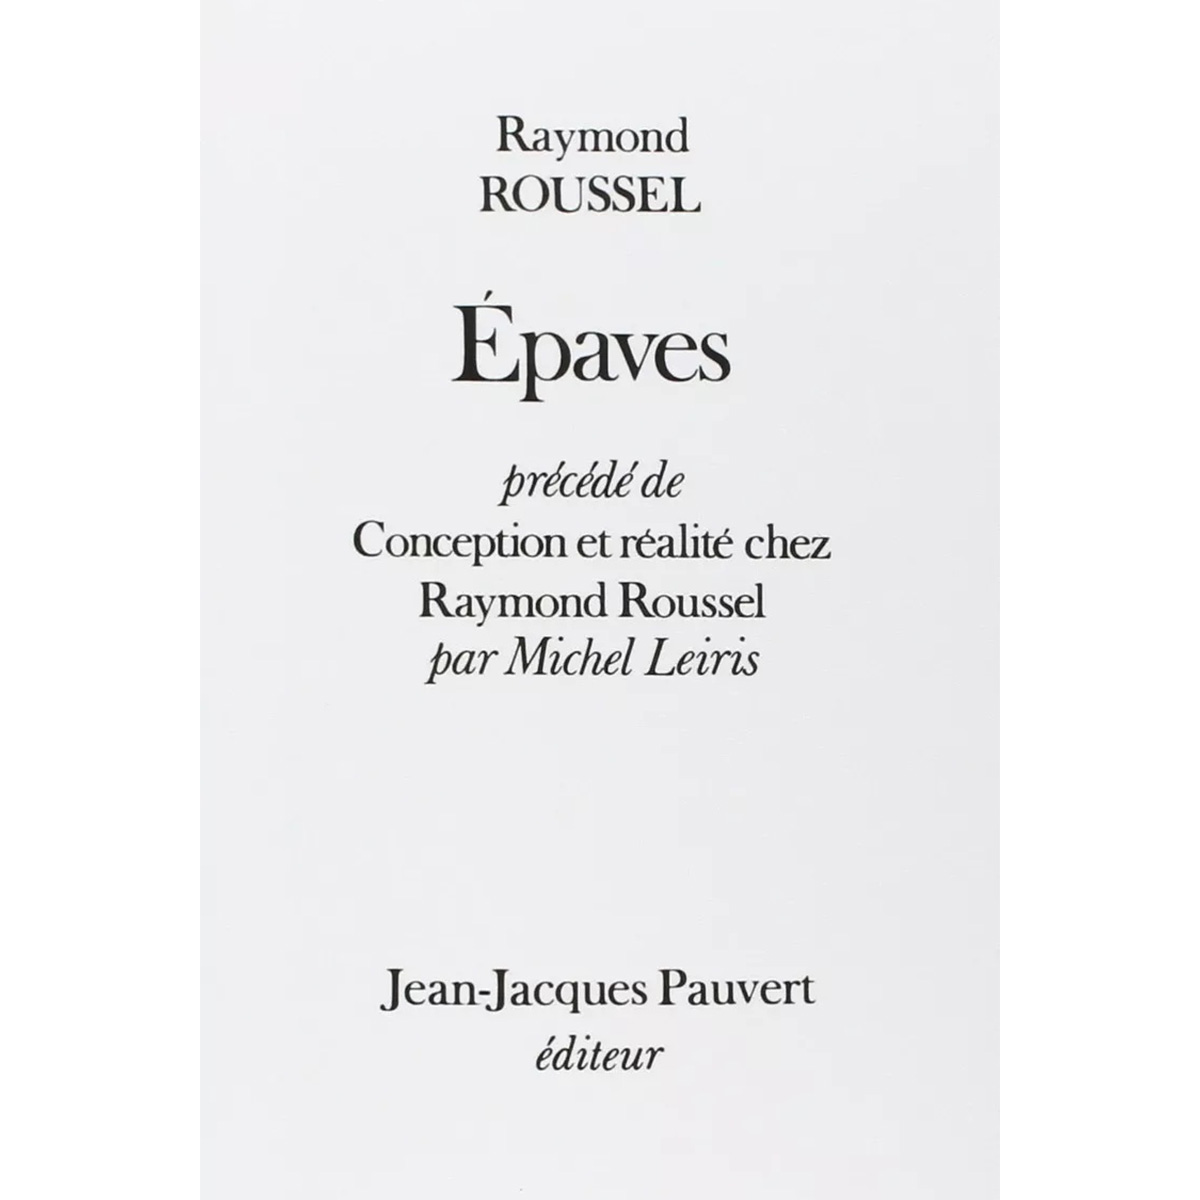 Raymond
ROUSSEL
Épaves
précédé de
Conception et réalité chez
Raymond Roussel
par Michel Leiris
Jean-Jacques Pauvert
éditeur